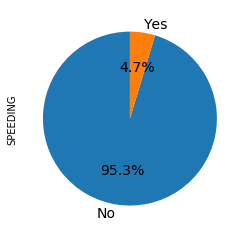 Yes
4.7%
SPEEDING
95.3%
No